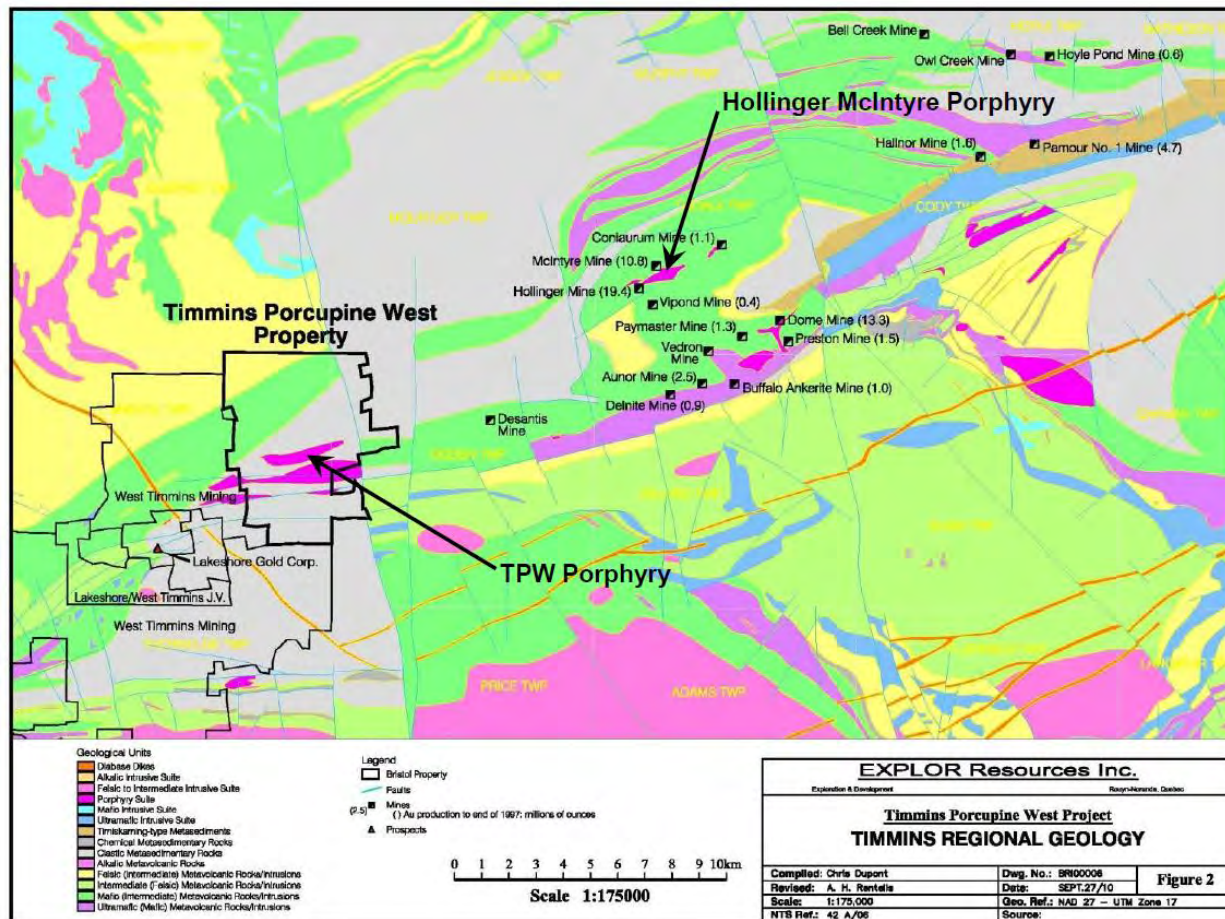 Bell Creek Mine
Owl Creek Mine
Hoyle Pond Mine (0.6)
Hollinger McIntyre Porphyry
Hallnor Mine (1.6)
Pamour No. 1 Mine (4.7)
CODY TWP
Coniaurum Mine (1.1)
McIntyre Mine (10.8)
Hollinger Mine (19.4)
Vipond Mine (0.4)
Timmins Porcupine West
Property
Paymaster Mine (1.3)
Dome Mine (13.3)
Preston Mine (1.5)
Vedron
Mine
Aunor Mine (2.5)
Buffalo Ankerite Mine (1.0)
Delnite Mine (0.9)
Desantis
Mine
West Timmins Mining
Lakeshore Gold Corp.
TPW Porphyry
Lakeshore/West Timmins J.V.
West Timmins Mining
PRICE TWP
ADAMS TWP
Geological Units
Diabase Dikes
Alkalic Intrusive Suite
Felsic to Intermediate Intrusive Suite
Porphyry Suite
Mafic Intrusive Suite
Ultramafic Intrusive Suite
Timiskaming-type Metasediments
Chemical Metasedimentary Rocks
Clastic Metasedimentary Rocks
Alkalic Metavolcanic Rocks
Felsic (Intermediate) Metavolcanic Rocks/Intrusions
Intermediate (Felsic) Metavolcanic Rocks/Intrusions
Mafic (Intermediate) Metavolcanic Rocks/Intrusions
Ultramafic (Mafic) Metavolcanic Rocks/Intrusions
Legend
Bristol Property
Faults
(2.5) Mines
( ) Au production to end of 1997: millions of ounces
Prospects
0 1 2 3 4 5 6 7 8 9 10km
Scale 1:175000
EXPLOR Resources Inc.
Exploration & Development Rouyn-Noranda, Quebec
Timmins Porcupine West Project
TIMMINS REGIONAL GEOLOGY
Compiled: Chris Dupont Dwg. No.: BRI00006 Figure 2
Revised: A. H. Rentelis Date: SEPT.27/10
Scale: 1:175,000 Geo. Ref.: NAD 27 - UTM Zone 17
NTS Ref.: 42 A/06 Source: